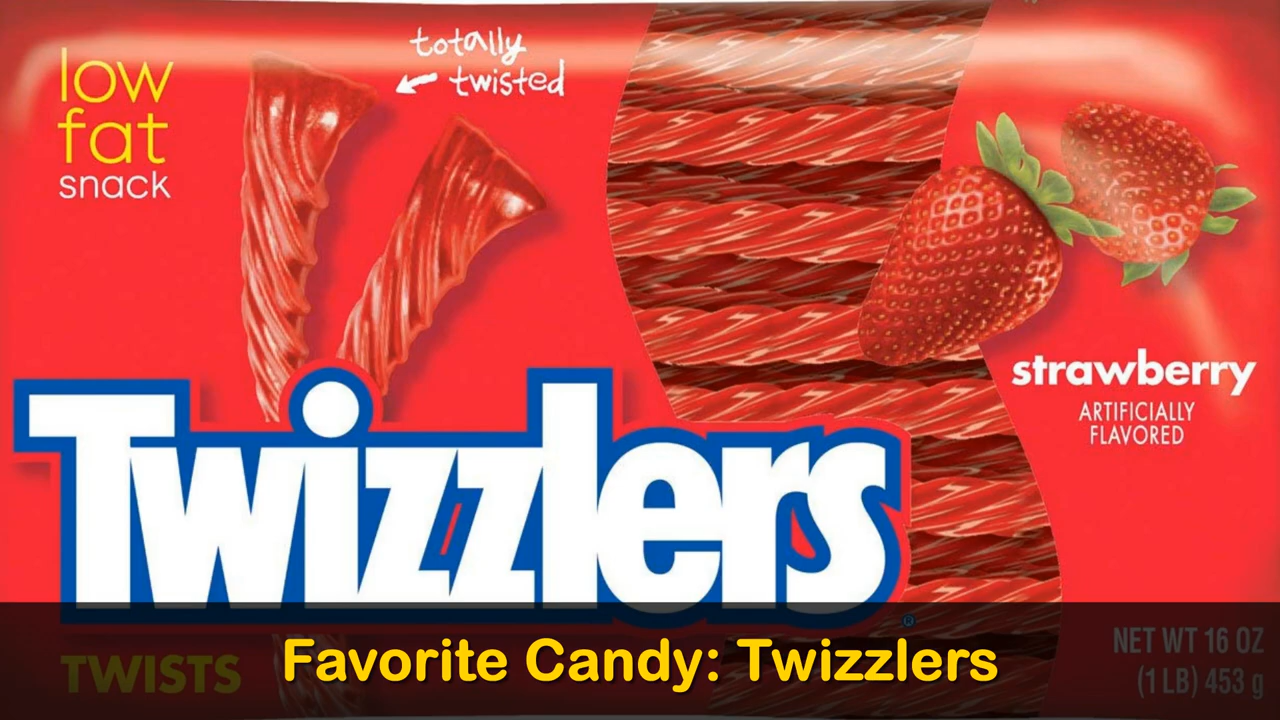 low
fat
snack
totally
twisted
Twizzlers
®
TWISTS
strawberry
ARTIFICIALLY
FLAVORED
NET WT 16 OZ
(1 LB) 453 g
Favorite Candy: Twizzlers